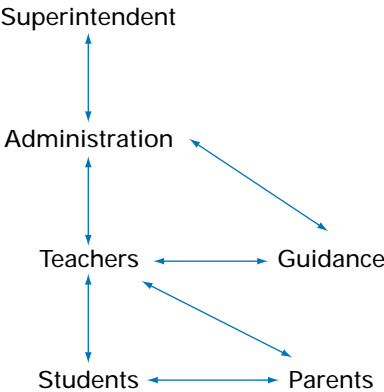 Superintendent
Administration
Teachers Guidance
Students Parents